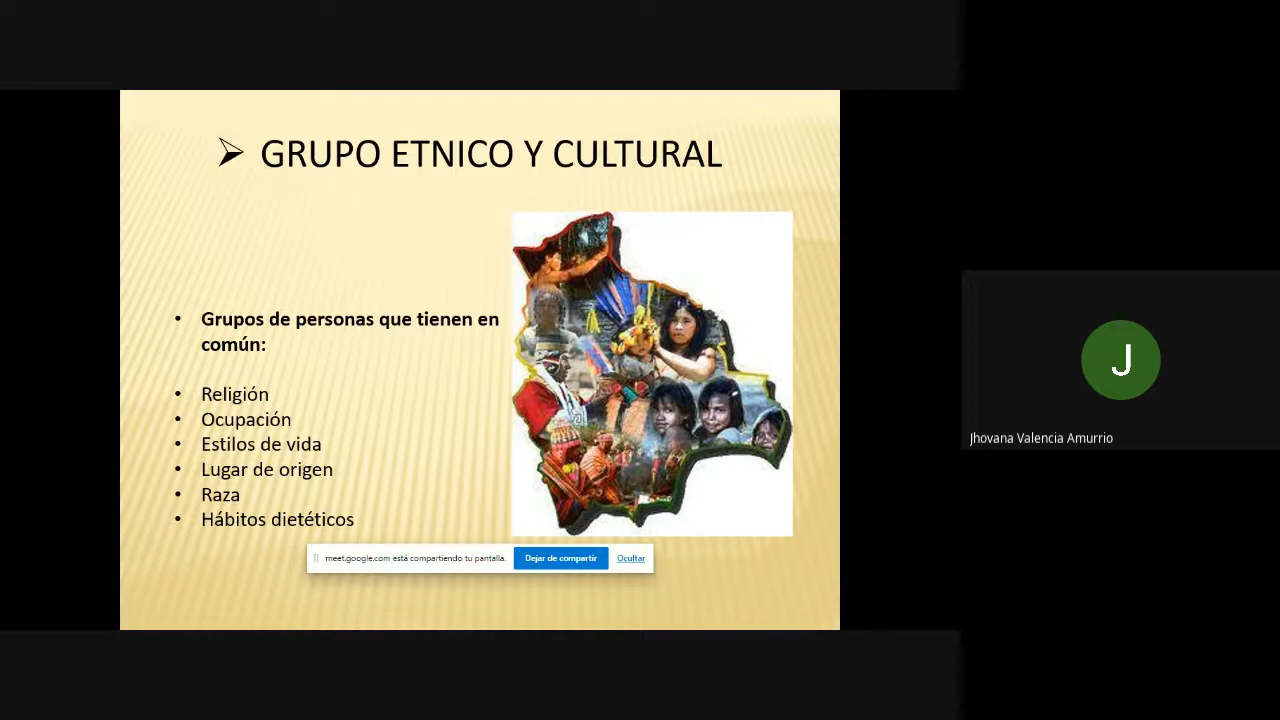 ➢ GRUPO ETNICO Y CULTURAL
• Grupos de personas que tienen en
común:
• Religión
• Ocupación
• Estilos de vida
• Lugar de origen
• Raza
• Hábitos dietéticos
meet.google.com está compartiendo tu pantalla. Dejar de compartir Ocultar
J
Jhovana Valencia Amurrio